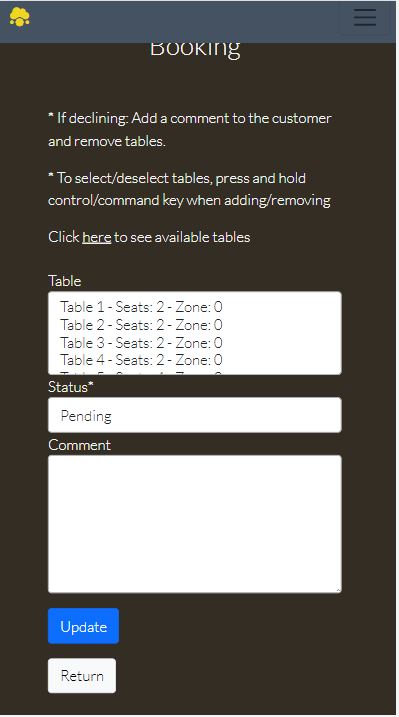 Booking
* If declining: Add a comment to the customer
and remove tables.
* To select/deselect tables, press and hold
control/command key when adding/removing
Click here to see available tables
Table
Table 1 - Seats: 2 - Zone: 0
Table 2 - Seats: 2 - Zone: 0
Table 3 - Seats: 2 - Zone: 0
Table 4 - Seats: 2 - Zone: 0
Status*
Pending
Comment
Update
Return